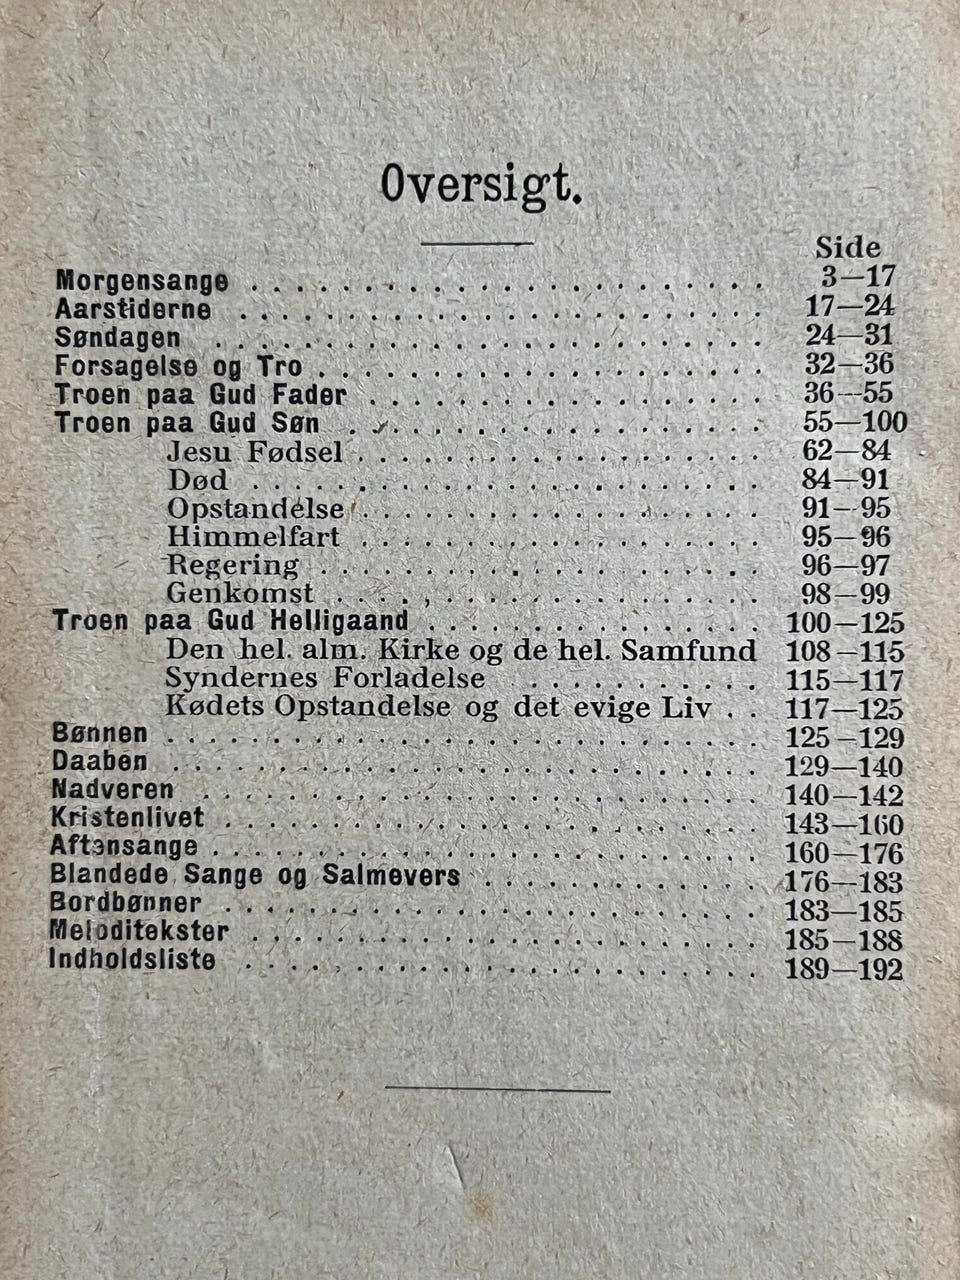 Oversigt.
Side
Morgensange . . . . . . . . . . . . . . . . . . . . . . 3—17
Aarstiderne . . . . . . . . . . . . . . . . . . . . . . 17—24
Søndagen . . . . . . . . . . . . . . . . . . . . . . . 24—31
Forsagelse og Tro . . . . . . . . . . . . . . . . . . 32—36
Troen paa Gud Fader . . . . . . . . . . . . . . . . 36—55
Troen paa Gud Søn . . . . . . . . . . . . . . . . . 55—100
Jesu Fødsel . . . . . . . . . . . . . . . . . 62—84
Død . . . . . . . . . . . . . . . . . . . . . . 84—91
Opstandelse . . . . . . . . . . . . . . . . . 91—95
Himmelfart . . . . . . . . . . . . . . . . . 95—96
Regering . . . . . . . . . . . . . . . . . . . 96—97
Genkomst . . . . . . . . . . . . . . . . . . 98—99
Troen paa Gud Helligaand . . . . . . . . . . . . . . 100—125
Den hel. alm. Kirke og de hel. Samfund 108—115
Syndernes Forladelse . . . . . . . . . . . 115—117
Kødets Opstandelse og det evige Liv . . 117—125
Bønnen . . . . . . . . . . . . . . . . . . . . . . . . 125—129
Daaben . . . . . . . . . . . . . . . . . . . . . . . . 129—140
Nadveren . . . . . . . . . . . . . . . . . . . . . . . 140—142
Kristenlivet . . . . . . . . . . . . . . . . . . . . . . 143—160
Aftensange . . . . . . . . . . . . . . . . . . . . . . 160—176
Blandede Sange og Salmevers . . . . . . . . . . . . 176—183
Bordbønner . . . . . . . . . . . . . . . . . . . . . . 183—185
Meloditekster . . . . . . . . . . . . . . . . . . . . . 185—188
Indholdsliste . . . . . . . . . . . . . . . . . . . . . 189—192